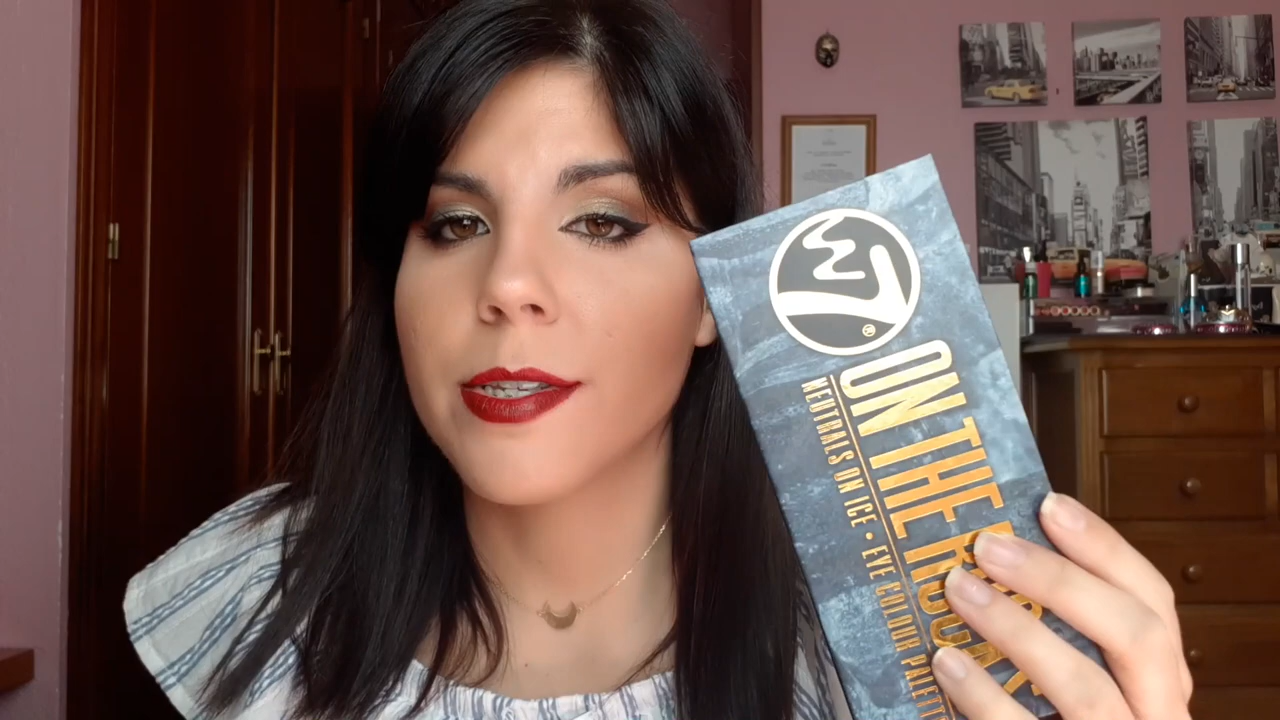 W7
®
ON THE ROCKS
NEUTRALS ON ICE • EYE COLOUR PALETTE